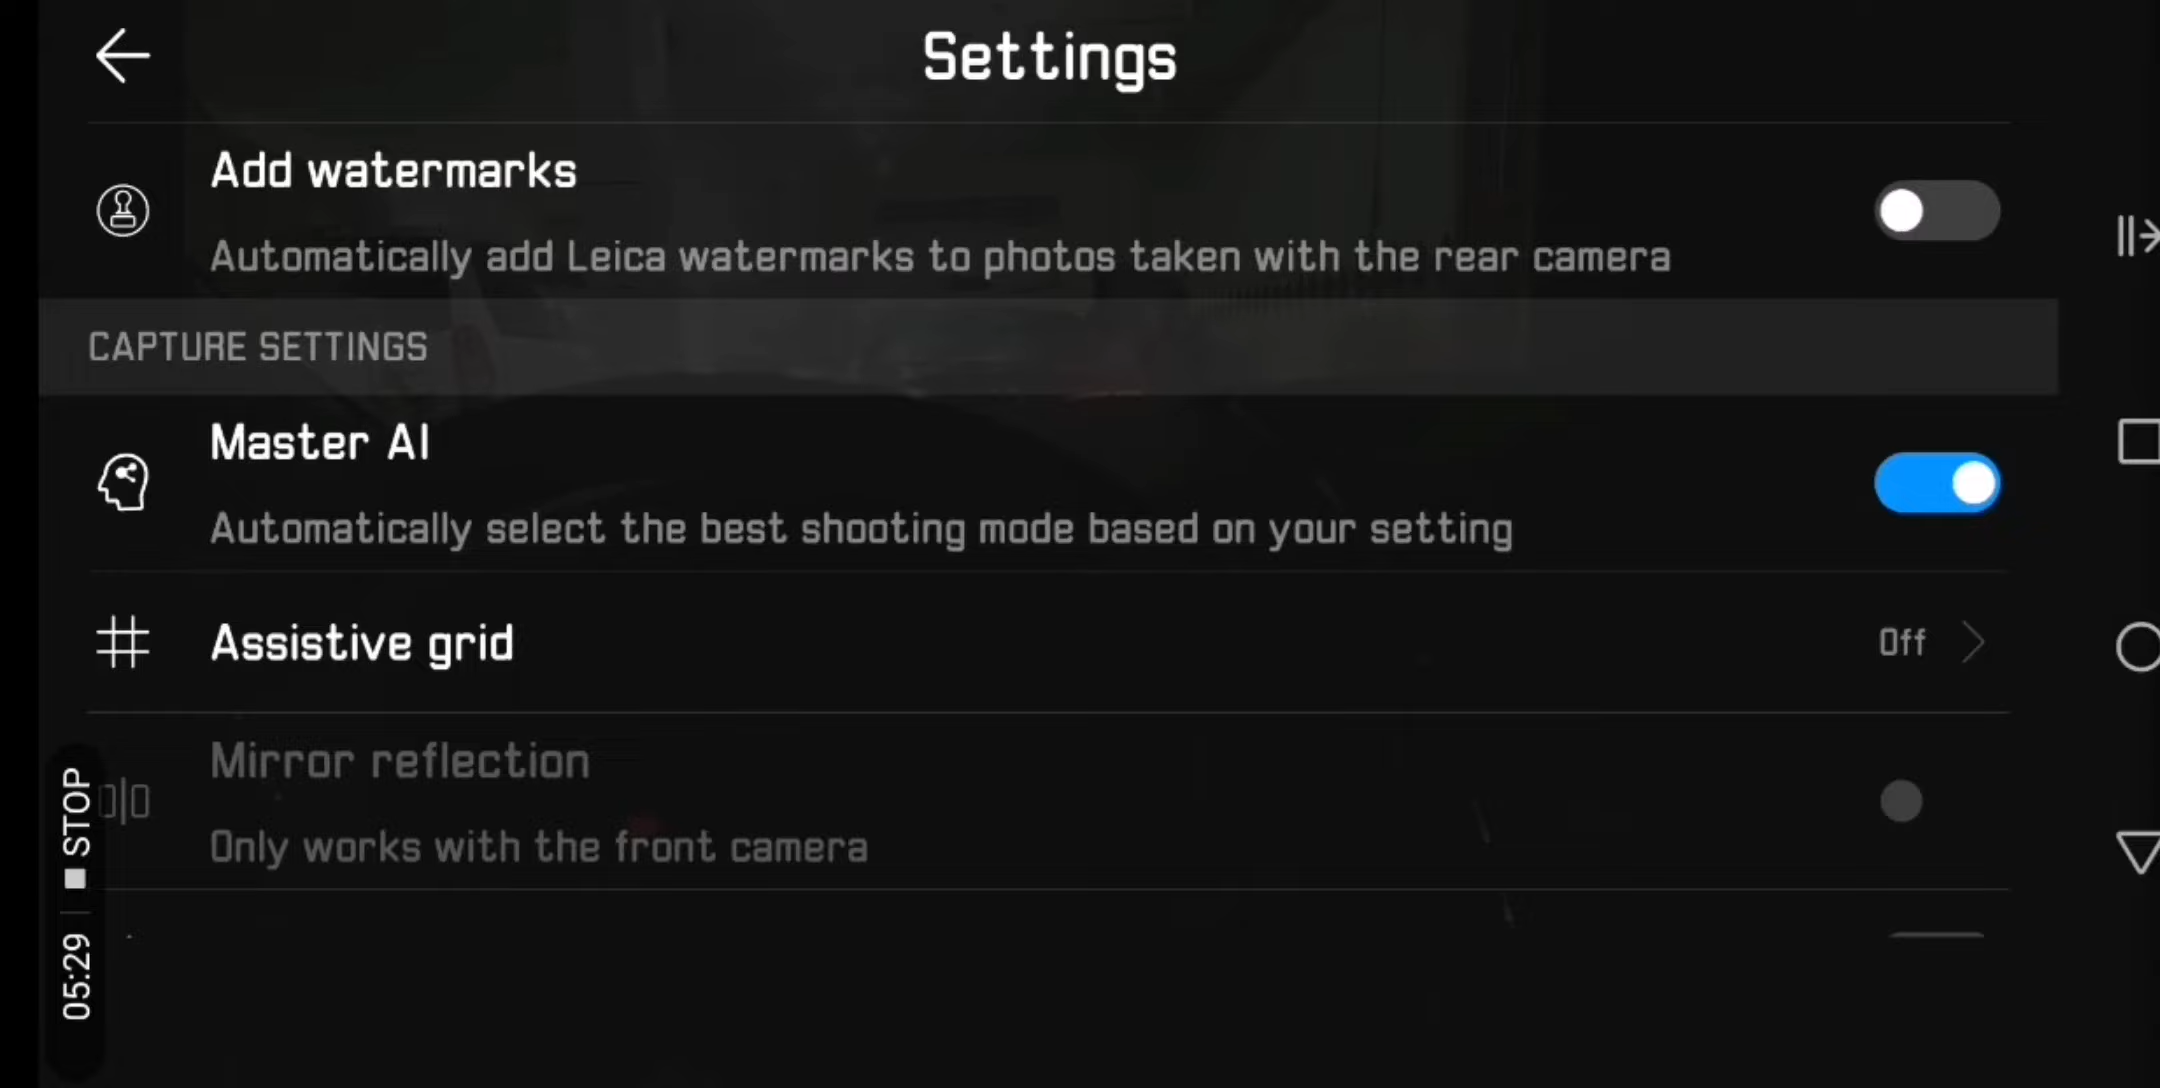 Settings
Add watermarks
Automatically add Leica watermarks to photos taken with the rear camera
CAPTURE SETTINGS
Master AI
Automatically select the best shooting mode based on your setting
Assistive grid
Off
Mirror reflection
Only works with the front camera
05:29 | STOP